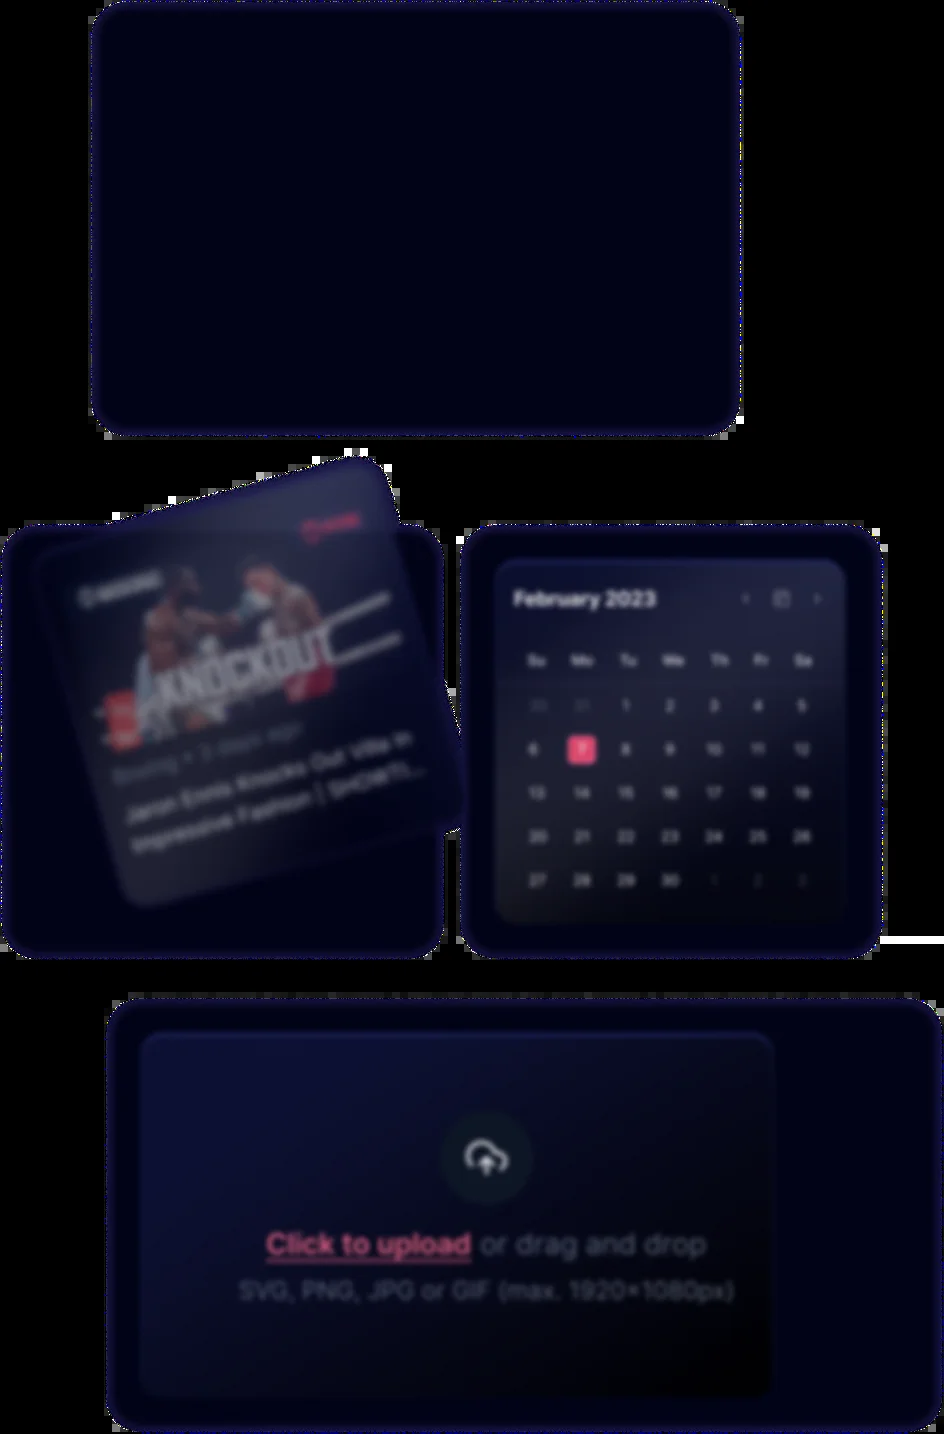 KNOCKOUT
Boxing • 3 days ago
Jaron Ennis Knocks Out Villa In
Impressive Fashion | SHOWTI...
February 2023
Su Mo Tu We Th Fr Sa
30 31 1 2 3 4 5
6 7 8 9 10 11 12
13 14 15 16 17 18 19
20 21 22 23 24 25 26
27 28 29 30 1 2 3
Click to upload or drag and drop
SVG, PNG, JPG or GIF (max. 1920×1080px)